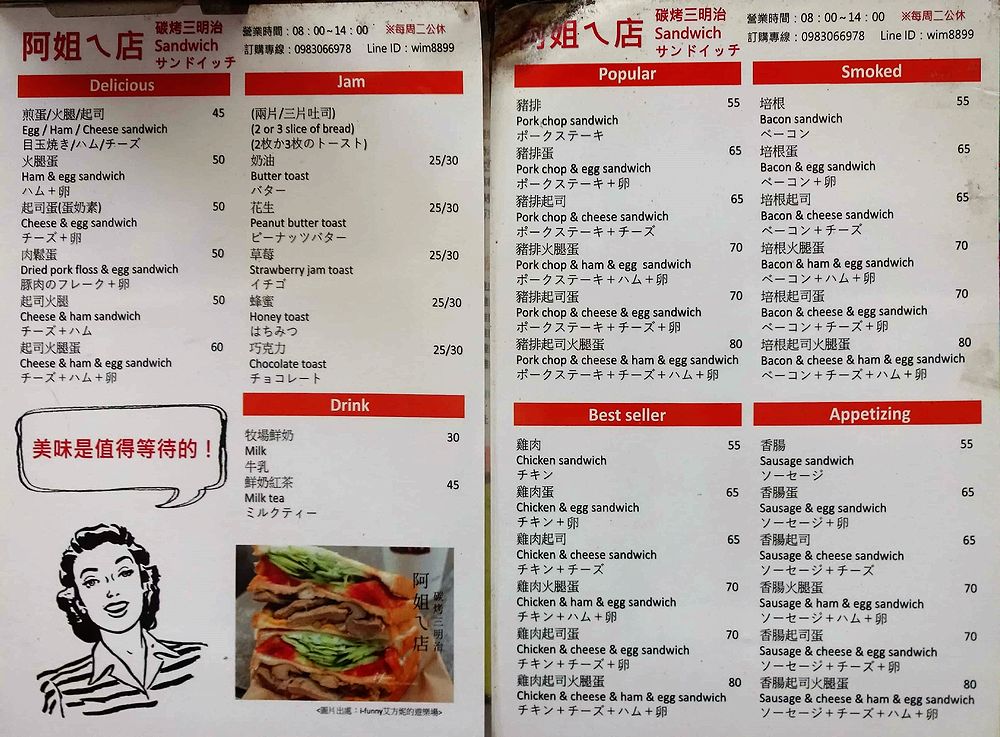 阿姐ㄟ店
碳烤三明治
Sandwich
サンドイッチ
營業時間：08：00~14：00 ※每周二公休
訂購專線：0983066978 Line ID：wim8899
Delicious
煎蛋/火腿/起司 45
Egg / Ham / Cheese sandwich
目玉焼き/ハム/チーズ
火腿蛋 50
Ham & egg sandwich
ハム＋卵
起司蛋(蛋奶素) 50
Cheese & egg sandwich
チーズ＋卵
肉鬆蛋 50
Dried pork floss & egg sandwich
豚肉のフレーク＋卵
起司火腿 50
Cheese & ham sandwich
チーズ＋ハム
起司火腿蛋 60
Cheese & ham & egg sandwich
チーズ＋ハム＋卵
美味是值得等待的！
Jam
(兩片/三片吐司)
(2 or 3 slice of bread)
(2枚か3枚のトースト)
奶油 25/30
Butter toast
バター
花生 25/30
Peanut butter toast
ピーナッツバター
草莓 25/30
Strawberry jam toast
イチゴ
蜂蜜 25/30
Honey toast
はちみつ
巧克力 25/30
Chocolate toast
チョコレート
Drink
牧場鮮奶 30
Milk
牛乳
鮮奶紅茶 45
Milk tea
ミルクティー
阿姐ㄟ店
碳烤三明治
<圖片出處：i-funny艾方妮的遊樂場>
阿姐ㄟ店
碳烤三明治
Sandwich
サンドイッチ
營業時間：08：00~14：00 ※每周二公休
訂購專線：0983066978 Line ID：wim8899
Popular
豬排 55
Pork chop sandwich
ポークステーキ
豬排蛋 65
Pork chop & egg sandwich
ポークステーキ＋卵
豬排起司 65
Pork chop & cheese sandwich
ポークステーキ＋チーズ
豬排火腿蛋 70
Pork chop & ham & egg sandwich
ポークステーキ＋ハム＋卵
豬排起司蛋 70
Pork chop & cheese & egg sandwich
ポークステーキ＋チーズ＋卵
豬排起司火腿蛋 80
Pork chop & cheese & ham & egg sandwich
ポークステーキ＋チーズ＋ハム＋卵
Smoked
培根 55
Bacon sandwich
ベーコン
培根蛋 65
Bacon & egg sandwich
ベーコン＋卵
培根起司 65
Bacon & cheese sandwich
ベーコン＋チーズ
培根火腿蛋 70
Bacon & ham & egg sandwich
ベーコン＋ハム＋卵
培根起司蛋 70
Bacon & cheese & egg sandwich
ベーコン＋チーズ＋卵
培根起司火腿蛋 80
Bacon & cheese & ham & egg sandwich
ベーコン＋チーズ＋ハム＋卵
Best seller
雞肉 55
Chicken sandwich
チキン
雞肉蛋 65
Chicken & egg sandwich
チキン＋卵
雞肉起司 65
Chicken & cheese sandwich
チキン＋チーズ
雞肉火腿蛋 70
Chicken & ham & egg sandwich
チキン＋ハム＋卵
雞肉起司蛋 70
Chicken & cheese & egg sandwich
チキン＋チーズ＋卵
雞肉起司火腿蛋 80
Chicken & cheese & ham & egg sandwich
チキン＋チーズ＋ハム＋卵
Appetizing
香腸 55
Sausage sandwich
ソーセージ
香腸蛋 65
Sausage & egg sandwich
ソーセージ＋卵
香腸起司 65
Sausage & cheese sandwich
ソーセージ＋チーズ
香腸火腿蛋 70
Sausage & ham & egg sandwich
ソーセージ＋ハム＋卵
香腸起司蛋 70
Sausage & cheese & egg sandwich
ソーセージ＋チーズ＋卵
香腸起司火腿蛋 80
Sausage & cheese & ham & egg sandwich
ソーセージ＋チーズ＋ハム＋卵